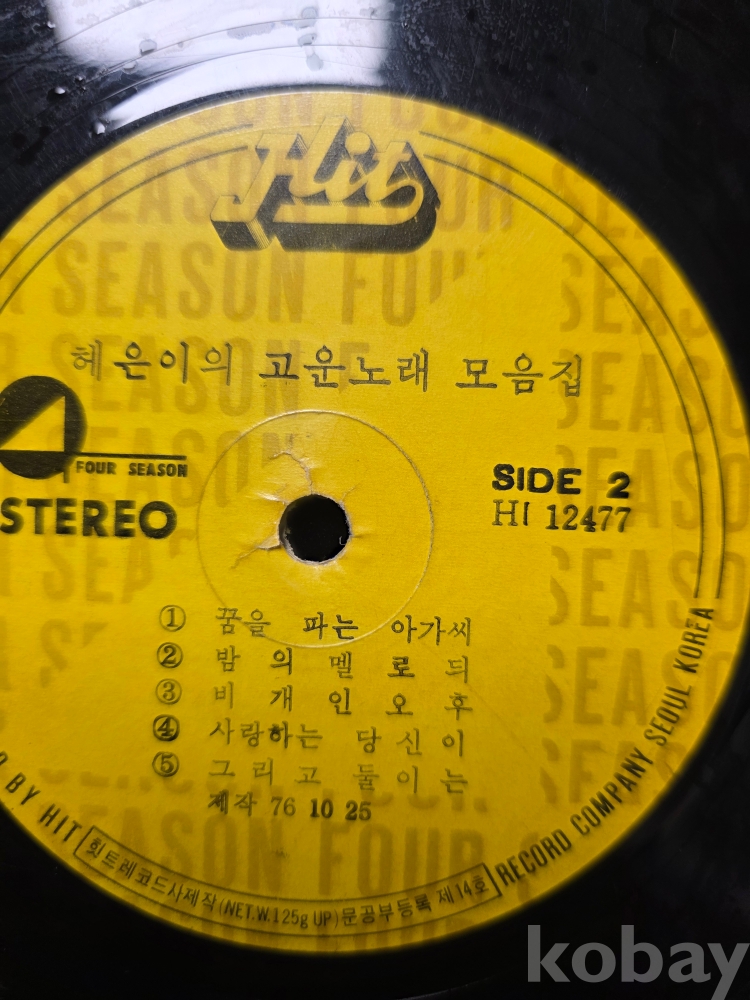 Hit
혜은이의 고운노래 모음집
4
FOUR SEASON
STEREO
SIDE 2
HI 12477
① 꿈을 파는 아가씨
② 밤의 멜로듸
③ 비개인오후
④ 사랑하는 당신이
⑤ 그리고 둘이는
제작 76 10 25
BY HIT
힛트레코드사제작(NET.W.125g UP)문공부등록 제14호
RECORD COMPANY SEOUL KOREA
SEASON FOUR
kobay